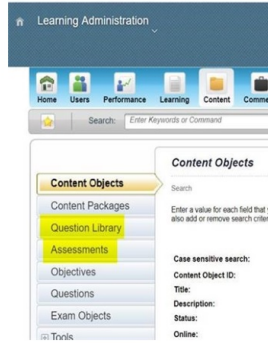 Learning Administration
Home Users Performance Learning Content
Search: Enter Keywords or Command
Content Objects
Search
Enter a value for each field that
also add or remove search
Content Objects
Content Packages
Question Library
Assessments
Objectives
Questions
Exam Objects
Tools
Case sensitive search:
Content Object ID:
Title:
Description:
Status:
Online: